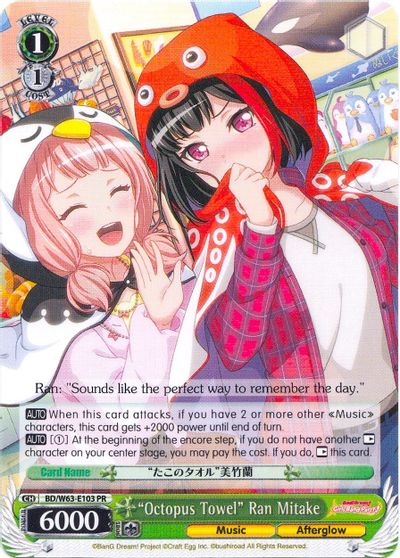 LEVEL
1
1
COST
Ran: "Sounds like the perfect way to remember the day."
AUTO When this card attacks, if you have 2 or more other «Music»
characters, this card gets +2000 power until end of turn.
AUTO [①] At the beginning of the encore step, if you do not have another
character on your center stage, you may pay the cost. If you do,
Card Name
“たこのタオル”美竹蘭
BD/W63-E103 PR
“Octopus Towel” Ran Mitake
POWER
6000
Music
Afterglow
©BanG Dream! Project ©Craft Egg Inc. ©bushiroad All Rights Reserved.